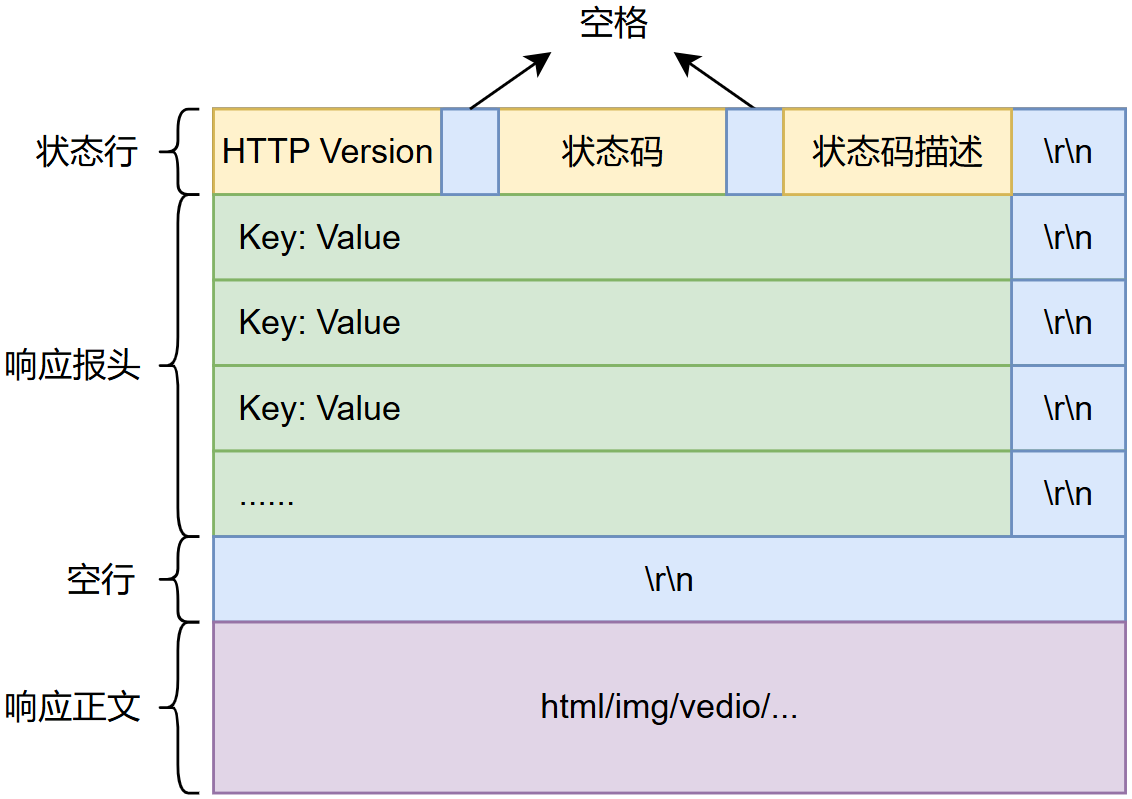 空格
状态行 HTTP Version 状态码 状态码描述 \r\n
Key: Value \r\n
Key: Value \r\n
响应报头
Key: Value \r\n
...... \r\n
空行 \r\n
响应正文 html/img/vedio/...